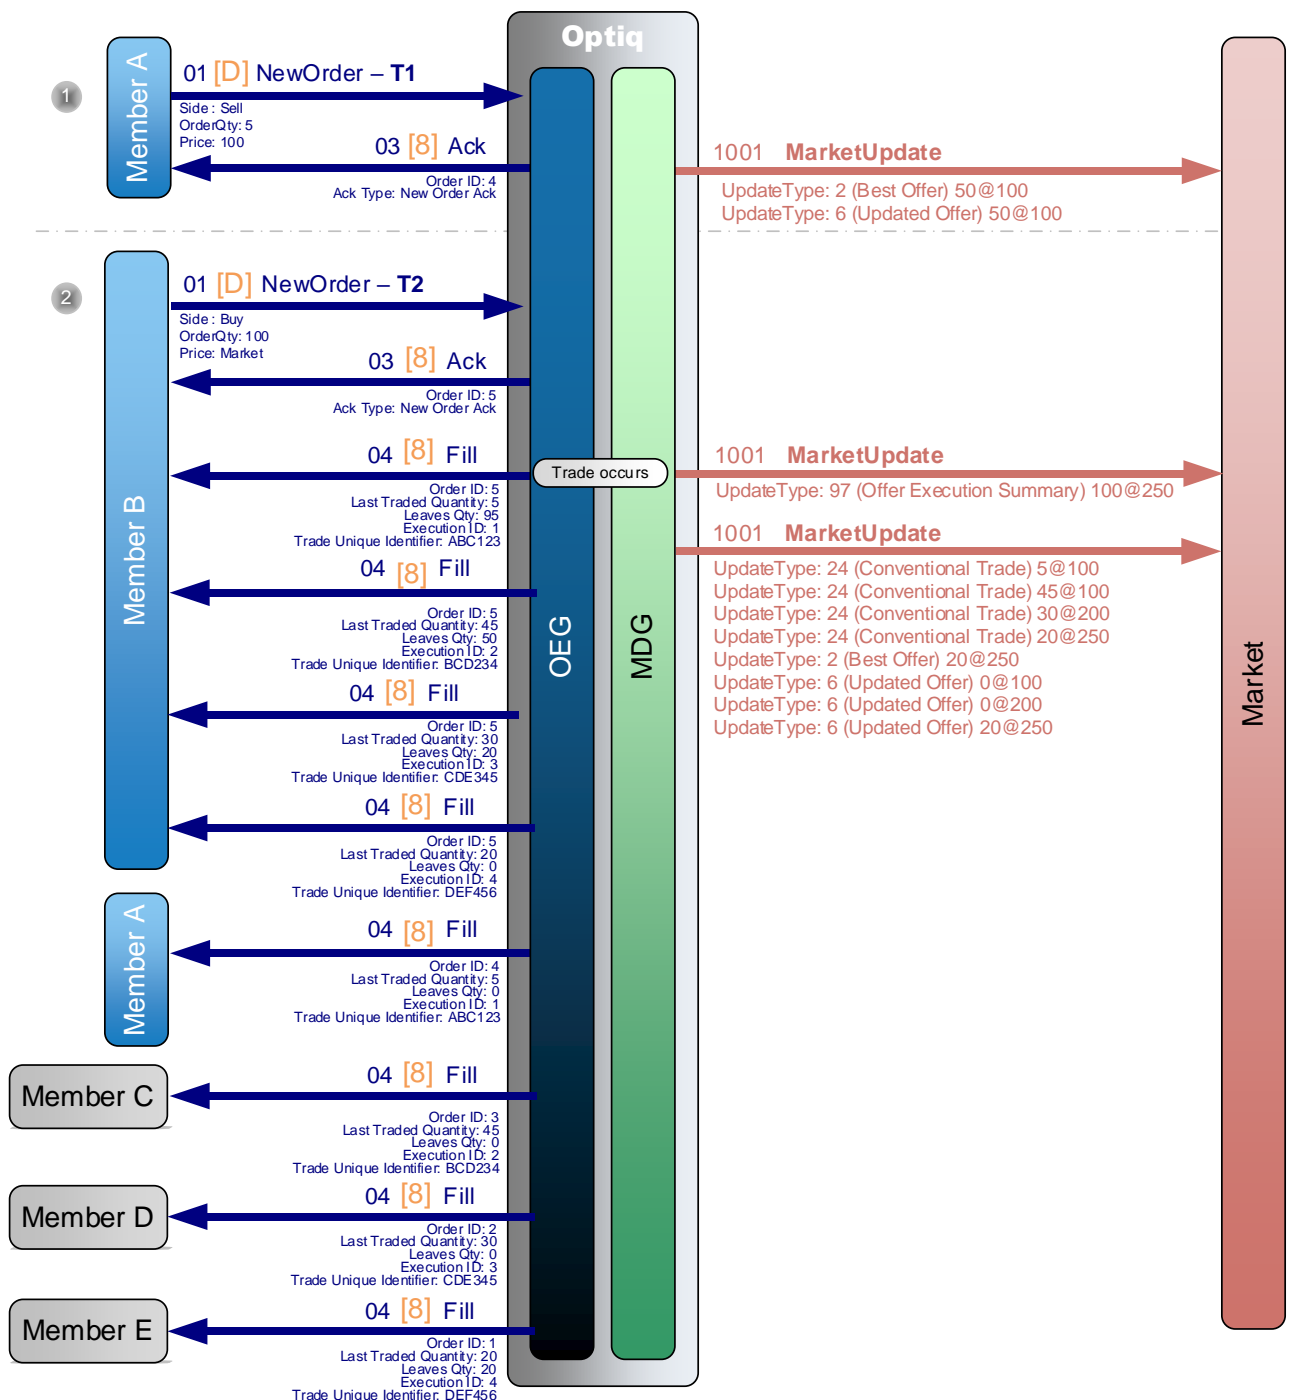 Optiq
1
Member A
01 [D] NewOrder – T1
Side : Sell
OrderQty: 5
Price: 100
03 [8] Ack
Order ID: 4
Ack Type: New Order Ack
1001 MarketUpdate
UpdateType: 2 (Best Offer) 50@100
UpdateType: 6 (Updated Offer) 50@100
2
Member B
01 [D] NewOrder – T2
Side : Buy
OrderQty: 100
Price: Market
03 [8] Ack
Order ID: 5
Ack Type: New Order Ack
04 [8] Fill
Order ID: 5
Last Traded Quantity: 5
Leaves Qty: 95
Execution ID: 1
Trade Unique Identifier: ABC123
Trade occurs
1001 MarketUpdate
UpdateType: 97 (Offer Execution Summary) 100@250
1001 MarketUpdate
UpdateType: 24 (Conventional Trade) 5@100
UpdateType: 24 (Conventional Trade) 45@100
UpdateType: 24 (Conventional Trade) 30@200
UpdateType: 24 (Conventional Trade) 20@250
UpdateType: 2 (Best Offer) 20@250
UpdateType: 6 (Updated Offer) 0@100
UpdateType: 6 (Updated Offer) 0@200
UpdateType: 6 (Updated Offer) 20@250
04 [8] Fill
Order ID: 5
Last Traded Quantity: 45
Leaves Qty: 50
Execution ID: 2
Trade Unique Identifier: BCD234
OEG
MDG
Market
04 [8] Fill
Order ID: 5
Last Traded Quantity: 30
Leaves Qty: 20
Execution ID: 3
Trade Unique Identifier: CDE345
04 [8] Fill
Order ID: 5
Last Traded Quantity: 20
Leaves Qty: 0
Execution ID: 4
Trade Unique Identifier: DEF456
Member A
04 [8] Fill
Order ID: 4
Last Traded Quantity: 5
Leaves Qty: 0
Execution ID: 1
Trade Unique Identifier: ABC123
Member C
04 [8] Fill
Order ID: 3
Last Traded Quantity: 45
Leaves Qty: 0
Execution ID: 2
Trade Unique Identifier: BCD234
Member D
04 [8] Fill
Order ID: 2
Last Traded Quantity: 30
Leaves Qty: 0
Execution ID: 3
Trade Unique Identifier: CDE345
Member E
04 [8] Fill
Order ID: 1
Last Traded Quantity: 20
Leaves Qty: 20
Execution ID: 4
Trade Unique Identifier: DEF456